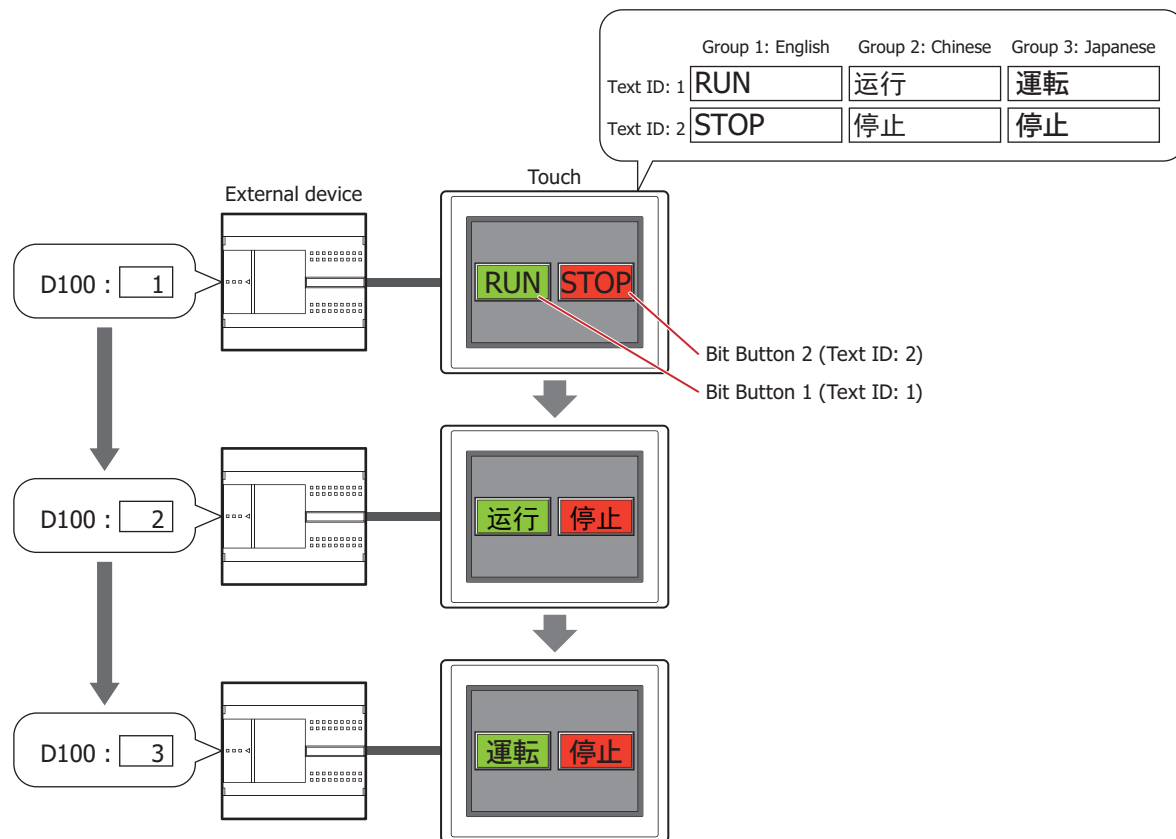 Group 1: English Group 2: Chinese Group 3: Japanese
Text ID: 1 RUN 运行 運転
Text ID: 2 STOP 停止 停止
Touch
External device
D100 : 1
RUN STOP
Bit Button 2 (Text ID: 2)
Bit Button 1 (Text ID: 1)
D100 : 2
运行 停止
D100 : 3
運転 停止